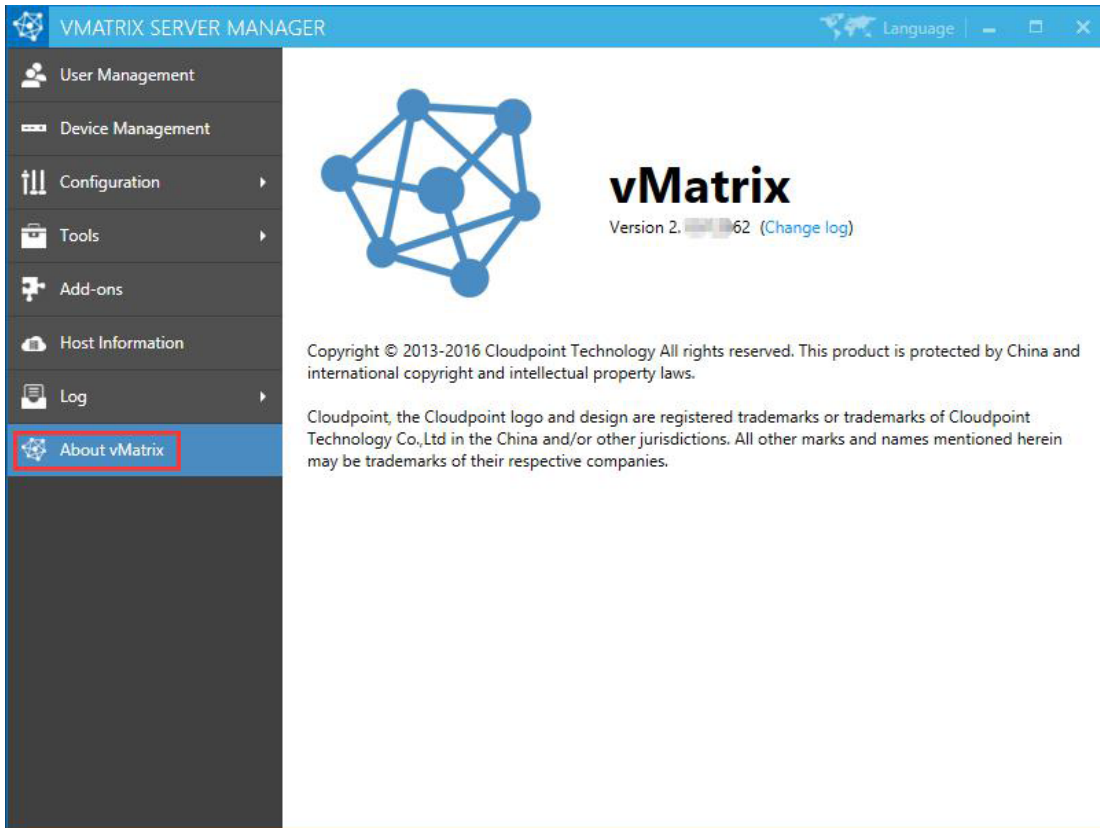 VMATRIX SERVER MANAGER
Language
User Management
Device Management
Configuration
Tools
Add-ons
Host Information
Log
About vMatrix
vMatrix
Version 2. 62 (Change log)
Copyright © 2013-2016 Cloudpoint Technology All rights reserved. This product is protected by China and
international copyright and intellectual property laws.
Cloudpoint, the Cloudpoint logo and design are registered trademarks or trademarks of Cloudpoint
Technology Co.,Ltd in the China and/or other jurisdictions. All other marks and names mentioned herein
may be trademarks of their respective companies.